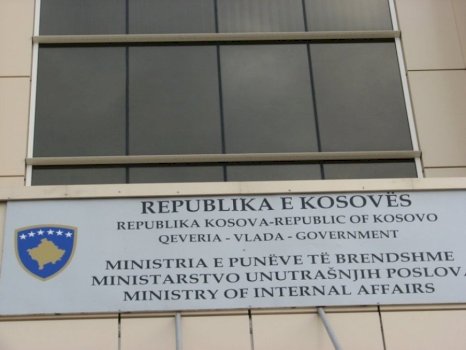 REPUBLIKA E KOSOVËS
REPUBLIKA KOSOVA-REPUBLIC OF KOSOVO
QEVERIA - VLADA - GOVERNMENT
MINISTRIA E PUNËVE TË BRENDSHME
MINISTARSTVO UNUTRAŠNJIH POSLOVA
MINISTRY OF INTERNAL AFFAIRS